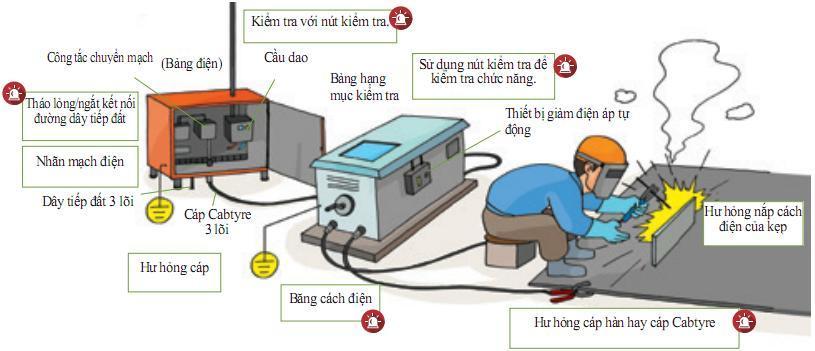 Kiểm tra với nút kiểm tra.
Công tắc chuyển mạch
(Bảng điện)
Cầu dao
Sử dụng nút kiểm tra để
kiểm tra chức năng.
Bảng hạng
mục kiểm tra
Tháo lỏng/ngắt kết nối
đường dây tiếp đất
Thiết bị giảm điện áp tự
động
Nhãn mạch điện
Dây tiếp đất 3 lõi
Cáp Cabtyre
3 lõi
Hư hỏng nắp cách
điện của kẹp
Hư hỏng cáp
Băng cách điện
Hư hỏng cáp hàn hay cáp Cabtyre